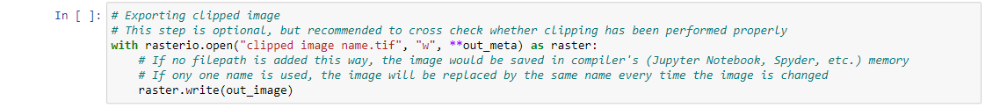 In [ ]: # Exporting clipped image
# This step is optional, but recommended to cross check whether clipping has been performed properly
with rasterio.open("clipped image name.tif", "w", **out_meta) as raster:
    # If no filepath is added this way, the image would be saved in compiler's (Jupyter Notebook, Spyder, etc.) memory
    # If ony one name is used, the image will be replaced by the same name every time the image is changed
    raster.write(out_image)